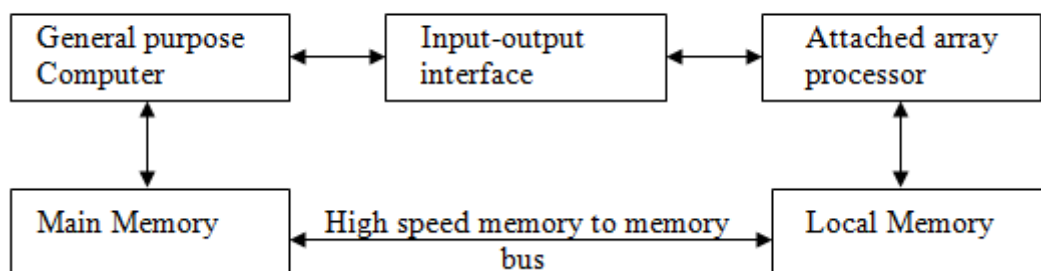 General purpose
Computer
Input-output
interface
Attached array
processor
Main Memory
High speed memory to memory
bus
Local Memory